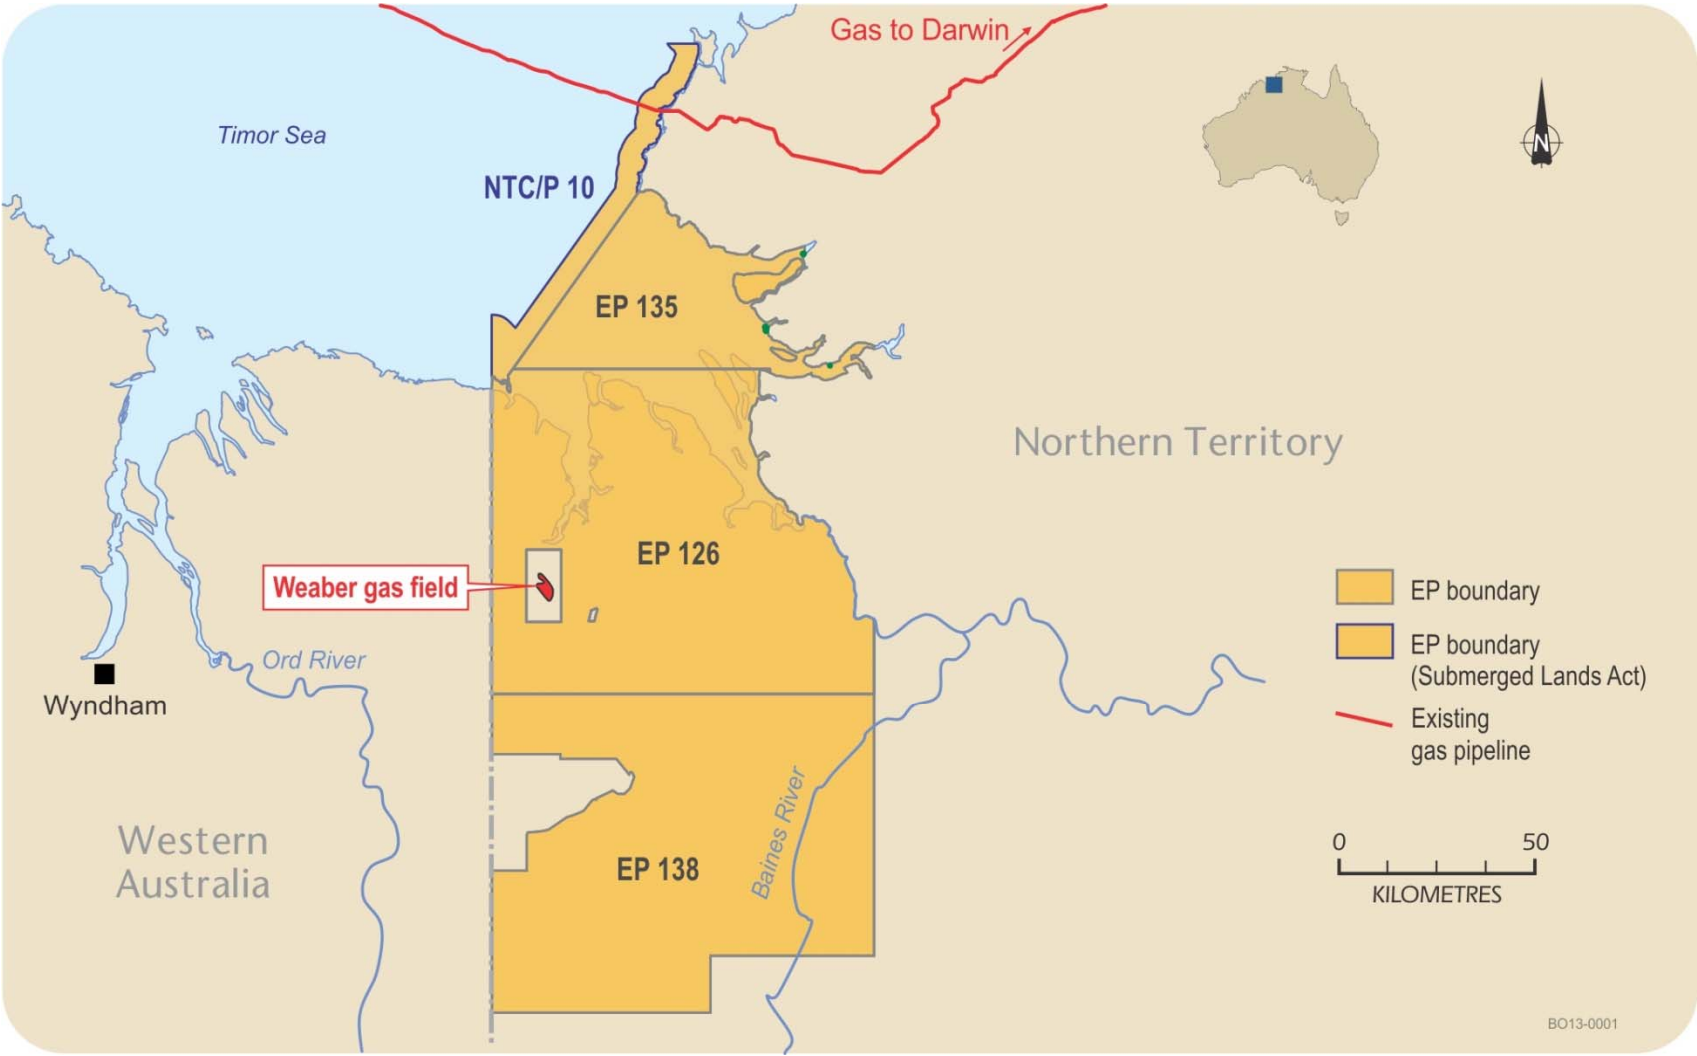 Gas to Darwin
Timor Sea
N
NTC/P 10
EP 135
Northern Territory
EP 126
Weaber gas field
EP boundary
EP boundary
(Submerged Lands Act)
Existing
gas pipeline
Ord River
Wyndham
Baines River
Western
Australia
EP 138
0 50
KILOMETRES
BO13-0001